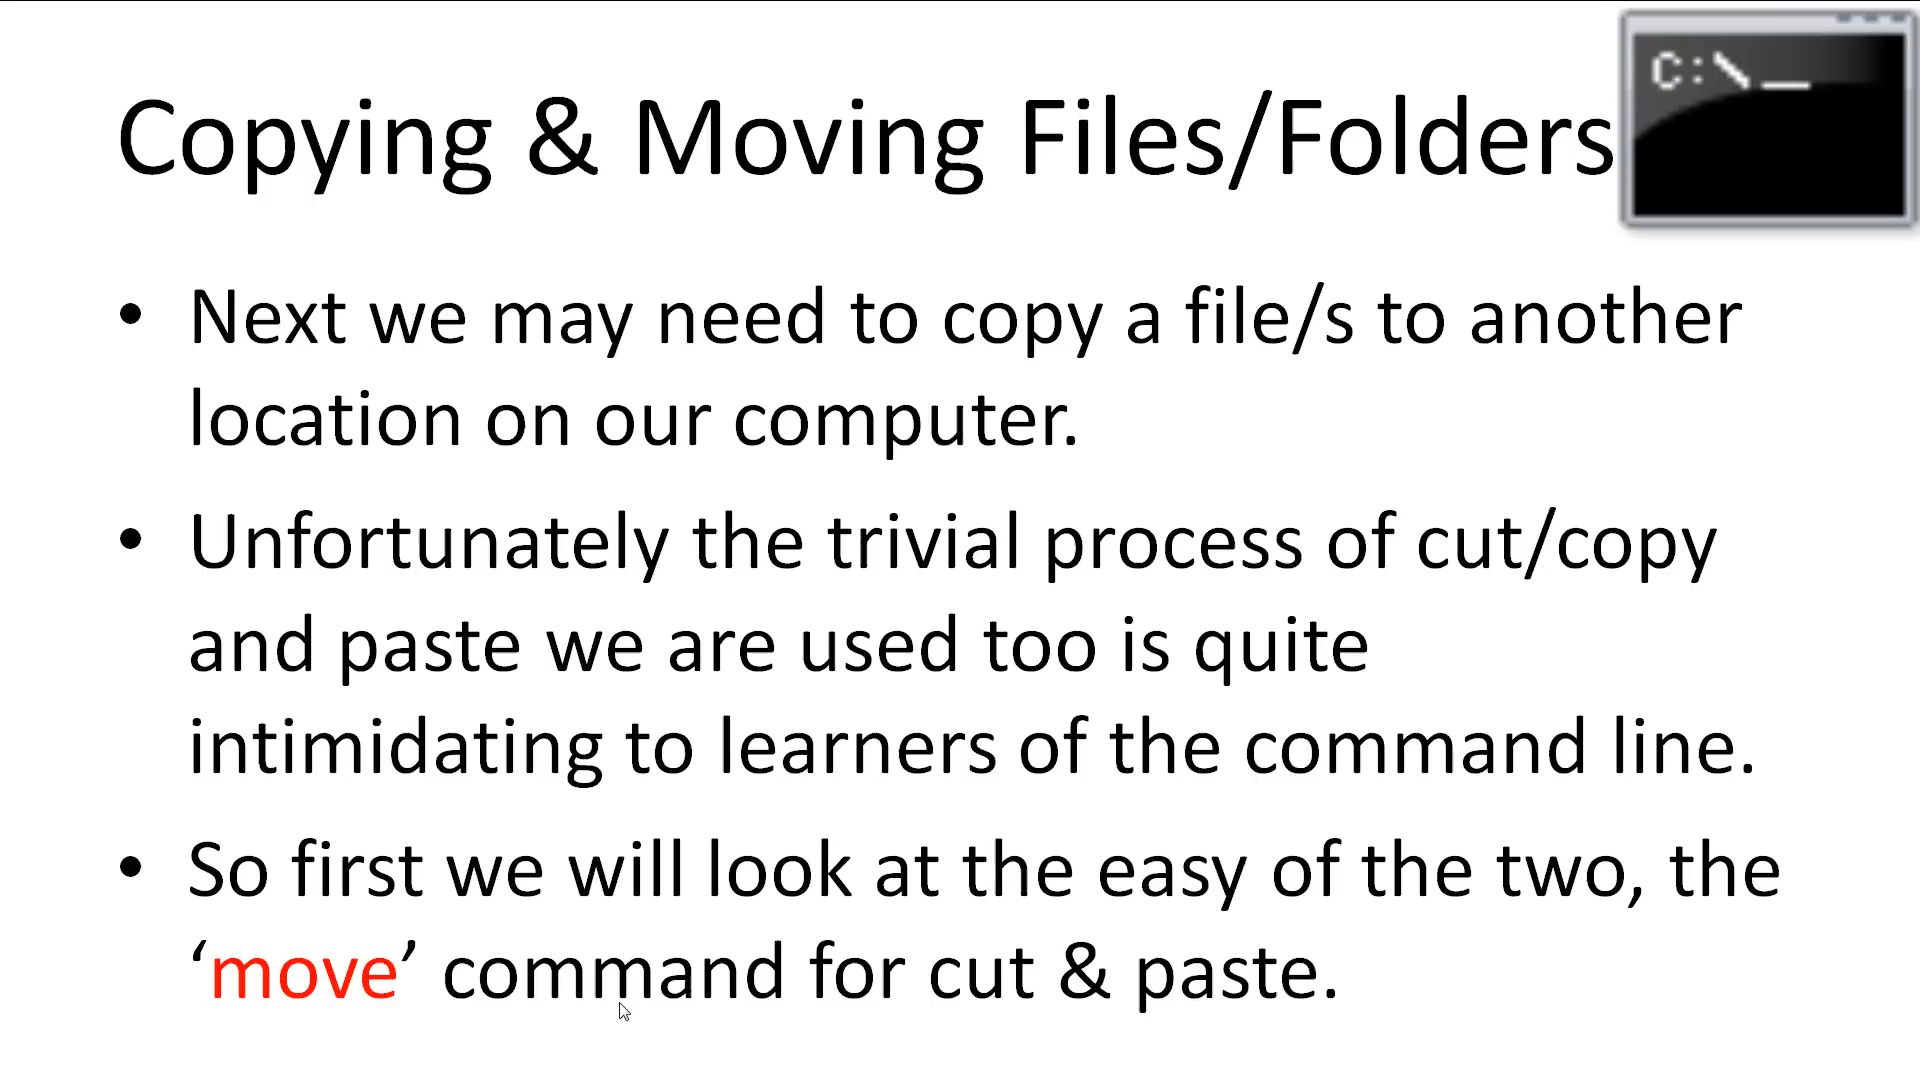 Copying & Moving Files/Folders
C:\_
• Next we may need to copy a file/s to another
location on our computer.
• Unfortunately the trivial process of cut/copy
and paste we are used too is quite
intimidating to learners of the command line.
• So first we will look at the easy of the two, the
‘move’ command for cut & paste.